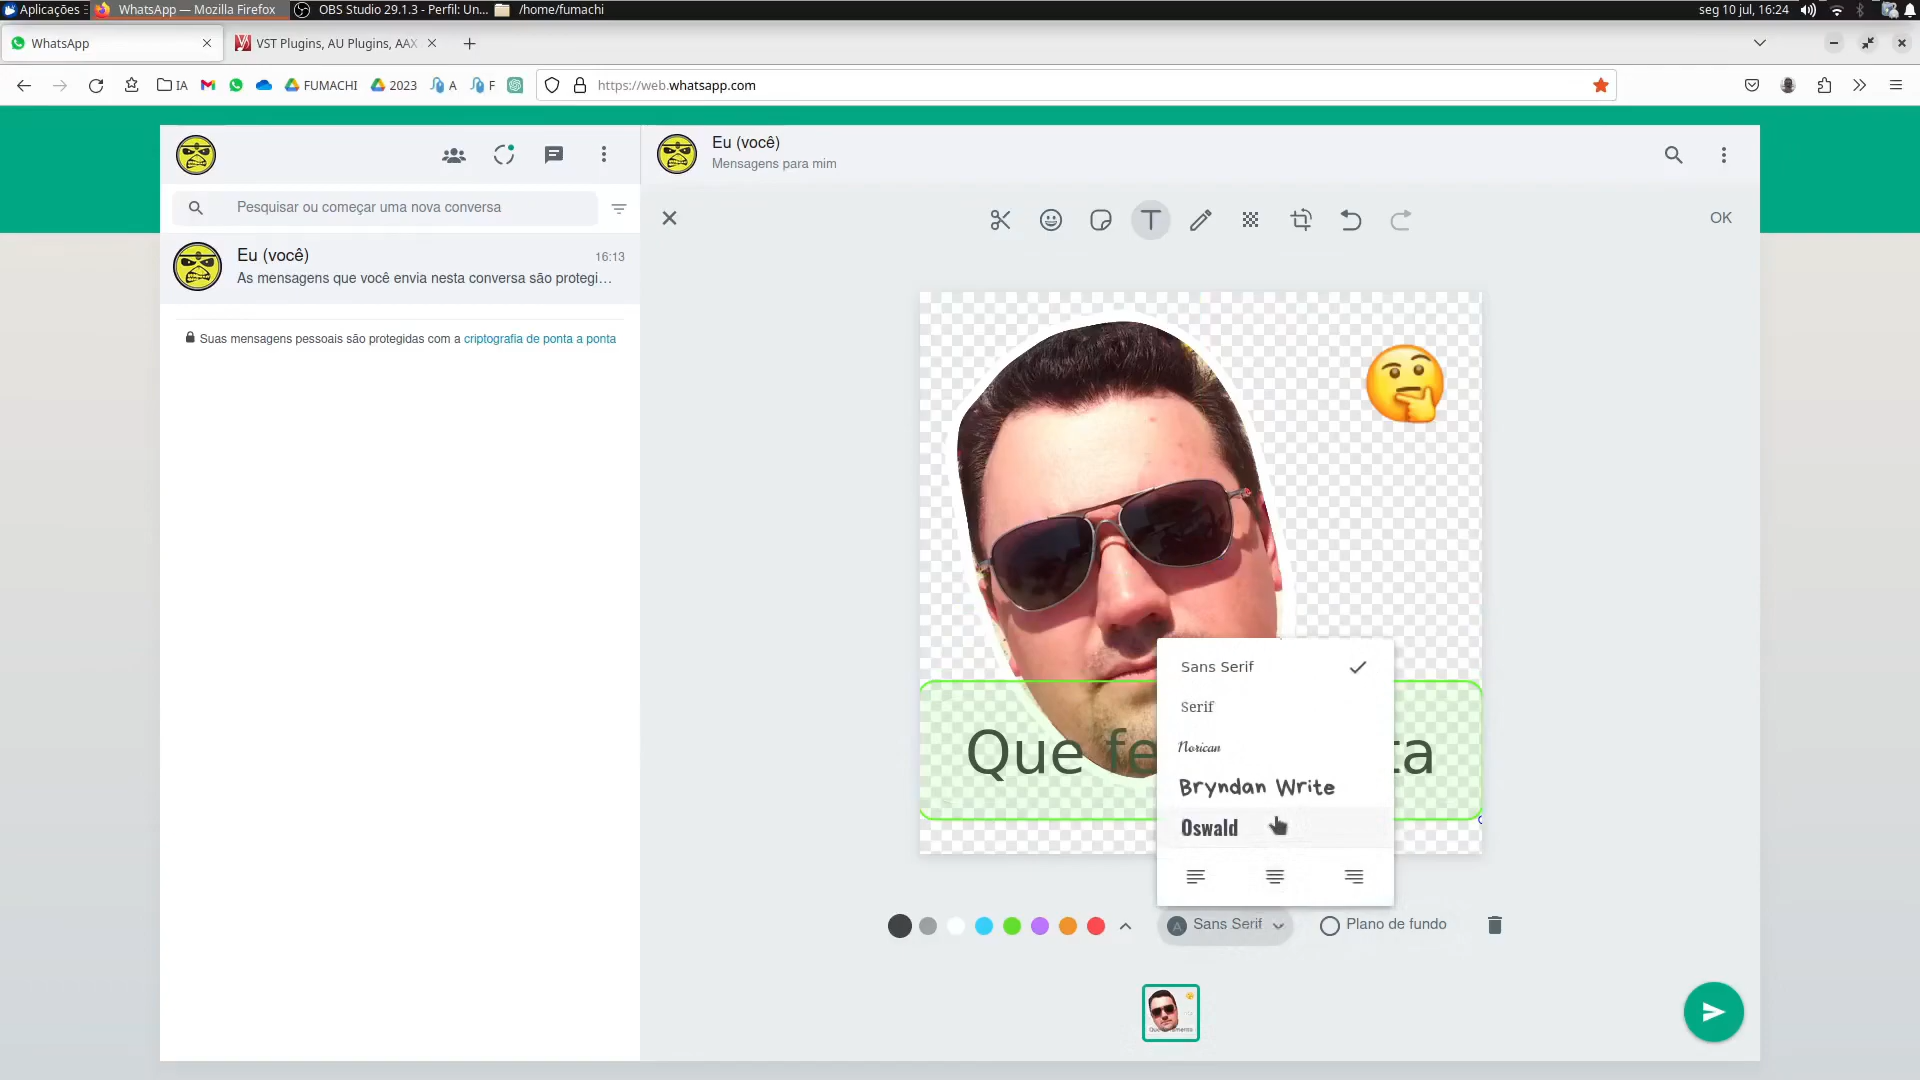 Aplicações
WhatsApp — Mozilla Firefox
OBS Studio 29.1.3 - Perfil: Un...
/home/fumachi
seg 10 jul, 16:24
WhatsApp
VST Plugins, AU Plugins, AAX
IA
FUMACHI
2023
A
F
https://web.whatsapp.com
Eu (você)
Mensagens para mim
Pesquisar ou começar uma nova conversa
OK
Eu (você)
16:13
As mensagens que você envia nesta conversa são protegi...
Suas mensagens pessoais são protegidas com a criptografia de ponta a ponta
Sans Serif
Serif
Norican
Bryndan Write
Oswald
Que fe ta
Sans Serif
Plano de fundo